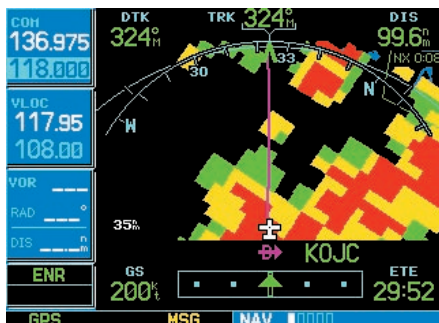 COM
136.975
118.000
VLOC
117.95
108.00
VOR
RAD °
DIS nm
ENR
GPS
DTK
324°M
TRK 324°M
DIS
99.6nm
NX 0:08
30
33
N
W
35nm
D KOJC
GS
200kt
ETE
29:52
MSG
NAV